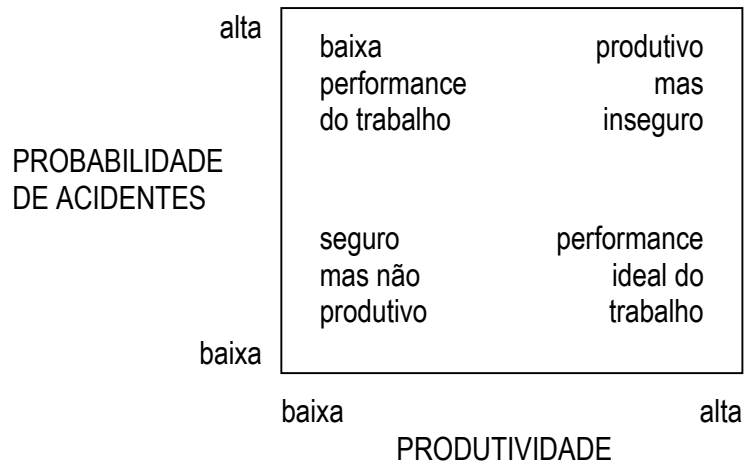 alta
baixa
performance
do trabalho
produtivo
mas
inseguro
PROBABILIDADE
DE ACIDENTES
seguro
mas não
produtivo
performance
ideal do
trabalho
baixa
baixa
alta
PRODUTIVIDADE